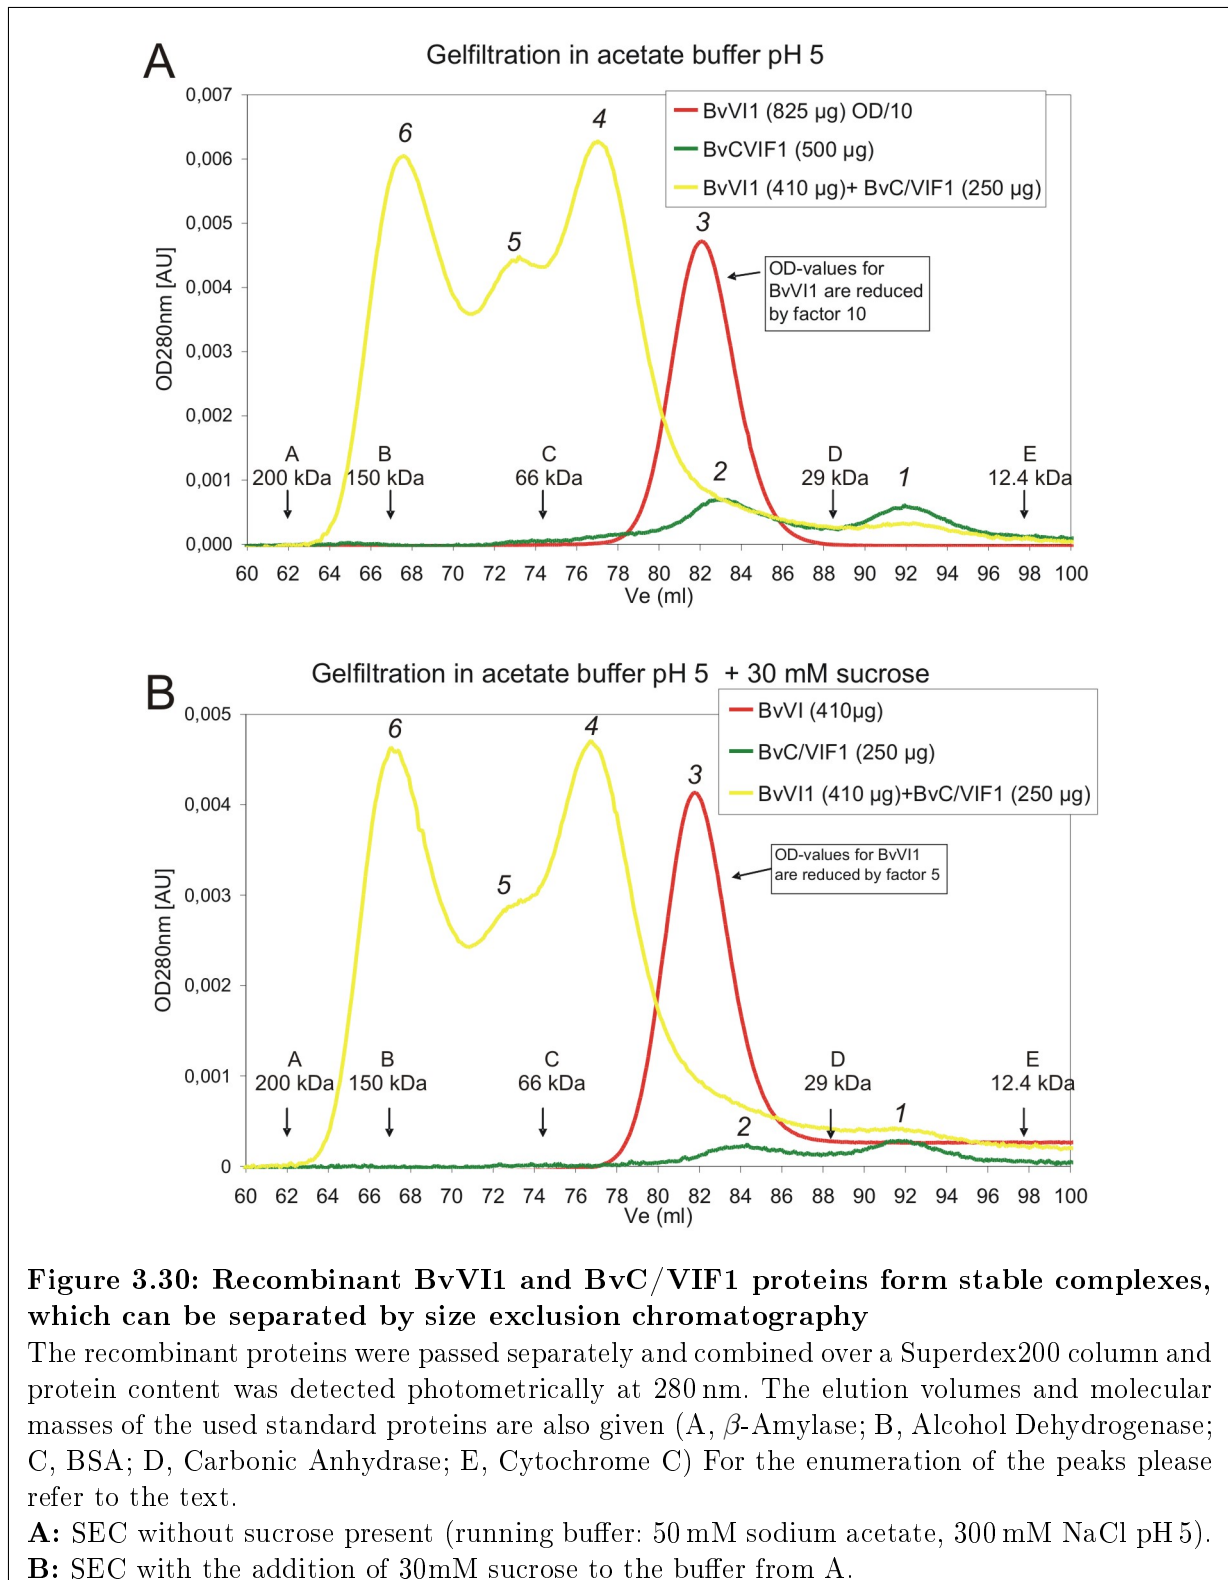 A
Gelfiltration in acetate buffer pH 5
0,007
0,006
0,005
0,004
0,003
0,002
0,001
0,000
OD280nm [AU]
BvVI1 (825 µg) OD/10
BvCVIF1 (500 µg)
BvVI1 (410 µg)+ BvC/VIF1 (250 µg)
6
4
5
3
2
1
OD-values for
BvVI1 are reduced
by factor 10
A
200 kDa
B
150 kDa
C
66 kDa
D
29 kDa
E
12.4 kDa
60 62 64 66 68 70 72 74 76 78 80 82 84 86 88 90 92 94 96 98 100
Ve (ml)
B
Gelfiltration in acetate buffer pH 5 + 30 mM sucrose
0,005
0,004
0,003
0,002
0,001
0
OD280nm [AU]
BvVI (410µg)
BvC/VIF1 (250 µg)
BvVI1 (410 µg)+BvC/VIF1 (250 µg)
6
4
3
5
2
1
OD-values for BvVI1
are reduced by factor 5
A
200 kDa
B
150 kDa
C
66 kDa
D
29 kDa
E
12.4 kDa
60 62 64 66 68 70 72 74 76 78 80 82 84 86 88 90 92 94 96 98 100
Ve (ml)
Figure 3.30: Recombinant BvVI1 and BvC/VIF1 proteins form stable complexes,
which can be separated by size exclusion chromatography
The recombinant proteins were passed separately and combined over a Superdex200 column and
protein content was detected photometrically at 280 nm. The elution volumes and molecular
masses of the used standard proteins are also given (A, β-Amylase; B, Alcohol Dehydrogenase;
C, BSA; D, Carbonic Anhydrase; E, Cytochrome C) For the enumeration of the peaks please
refer to the text.
A: SEC without sucrose present (running buffer: 50 mM sodium acetate, 300 mM NaCl pH 5).
B: SEC with the addition of 30mM sucrose to the buffer from A.